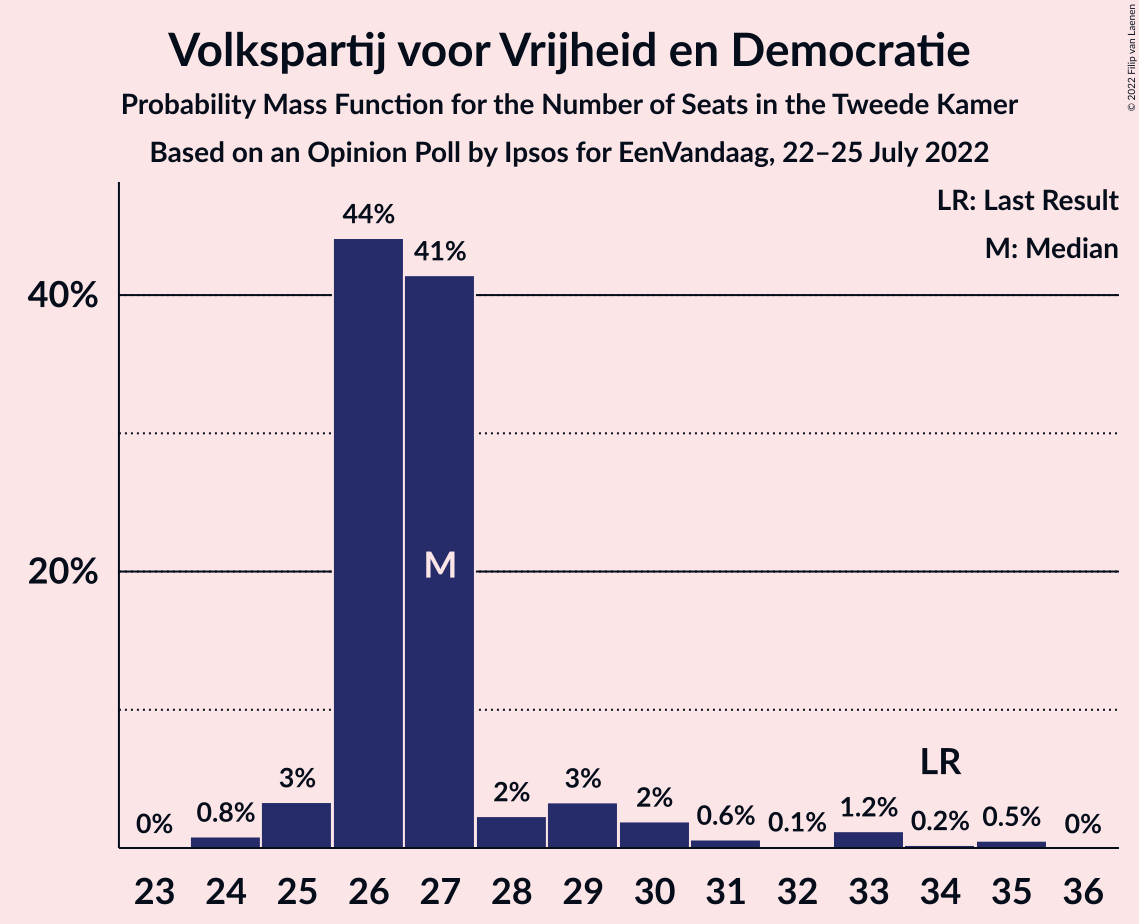 Volkspartij voor Vrijheid en Democratie
Probability Mass Function for the Number of Seats in the Tweede Kamer
Based on an Opinion Poll by Ipsos for EenVandaag, 22–25 July 2022
© 2022 Filip van Laenen
LR: Last Result
M: Median
44%
41%
40%
20%
M
LR
0%
0.8%
3%
2%
3%
2%
0.6%
0.1%
1.2%
0.2%
0.5%
0%
23 24 25 26 27 28 29 30 31 32 33 34 35 36